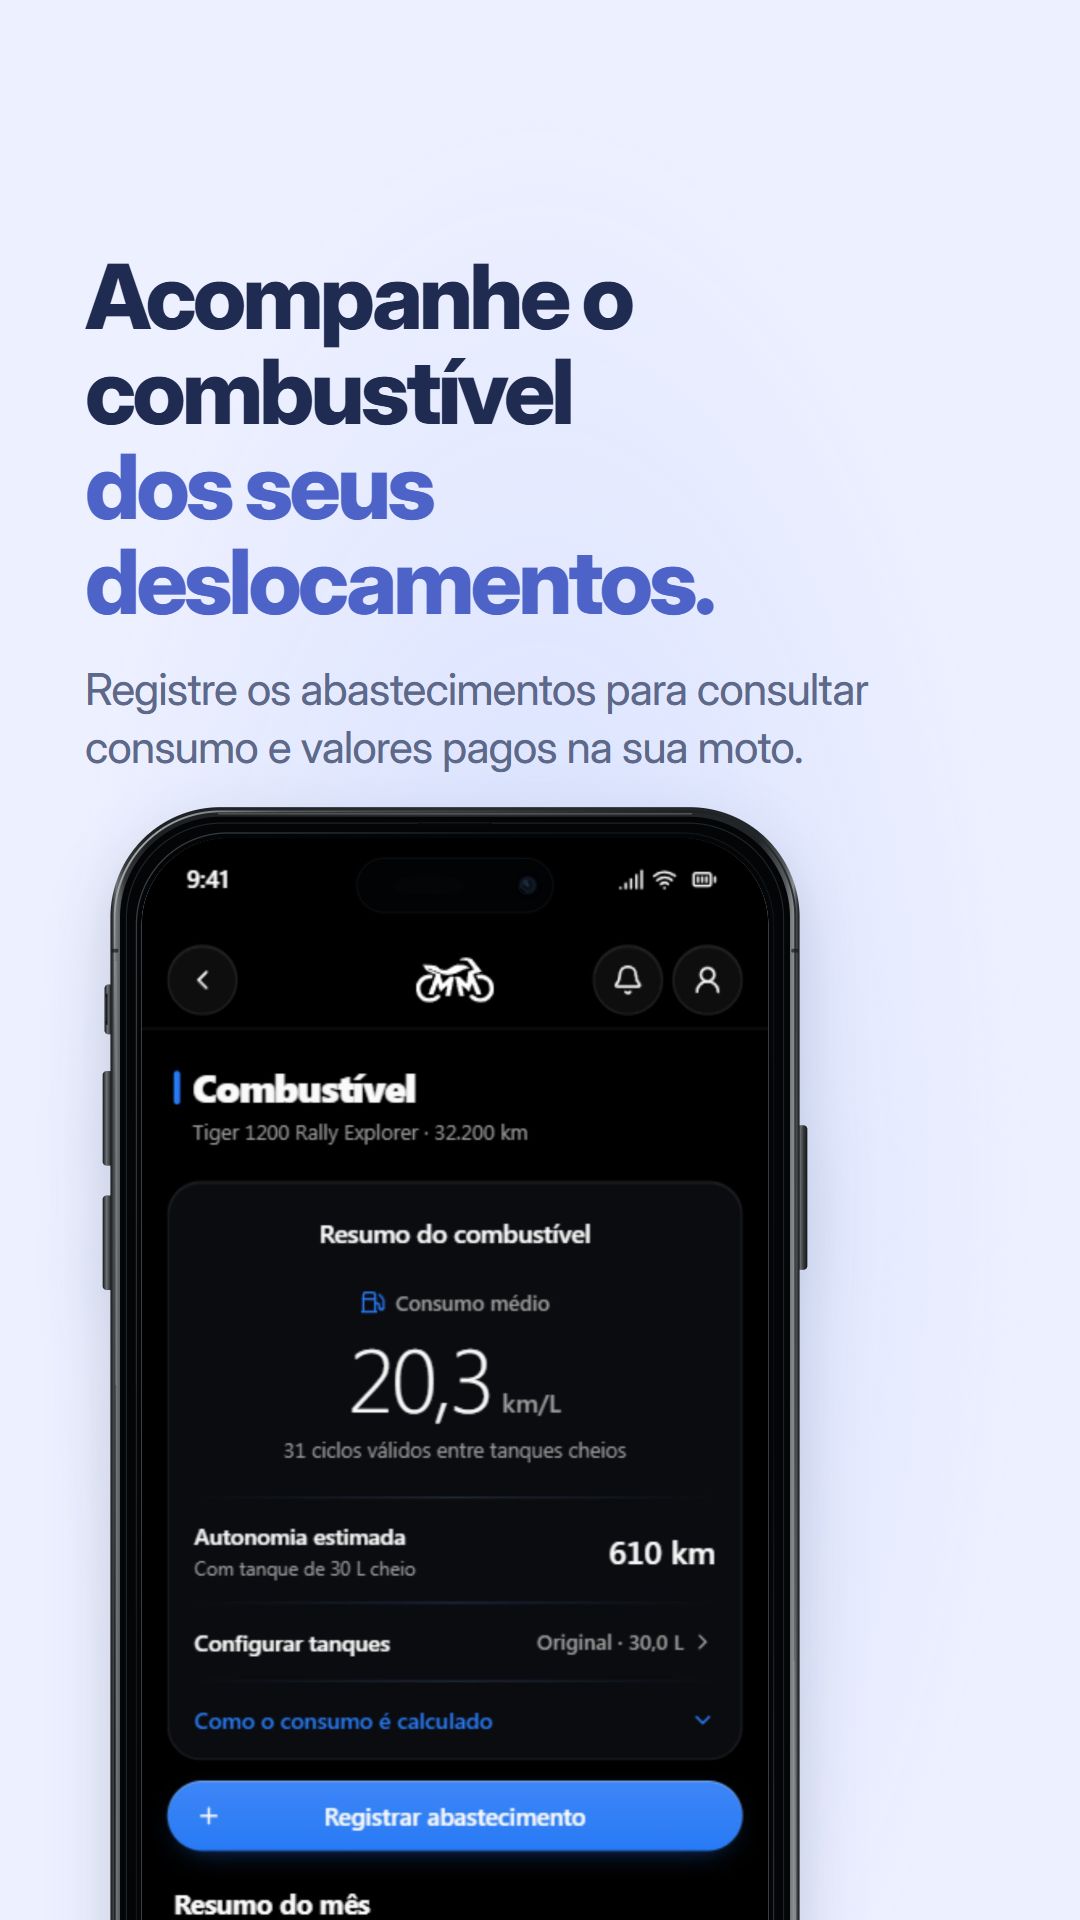 Acompanhe o
combustível
dos seus
deslocamentos.
Registre os abastecimentos para consultar
consumo e valores pagos na sua moto.
9:41
MM
Combustível
Tiger 1200 Rally Explorer · 32.200 km
Resumo do combustível
Consumo médio
20,3 km/L
31 ciclos válidos entre tanques cheios
Autonomia estimada
610 km
Com tanque de 30 L cheio
Configurar tanques
Original · 30,0 L
Como o consumo é calculado
+ Registrar abastecimento
Resumo do mês